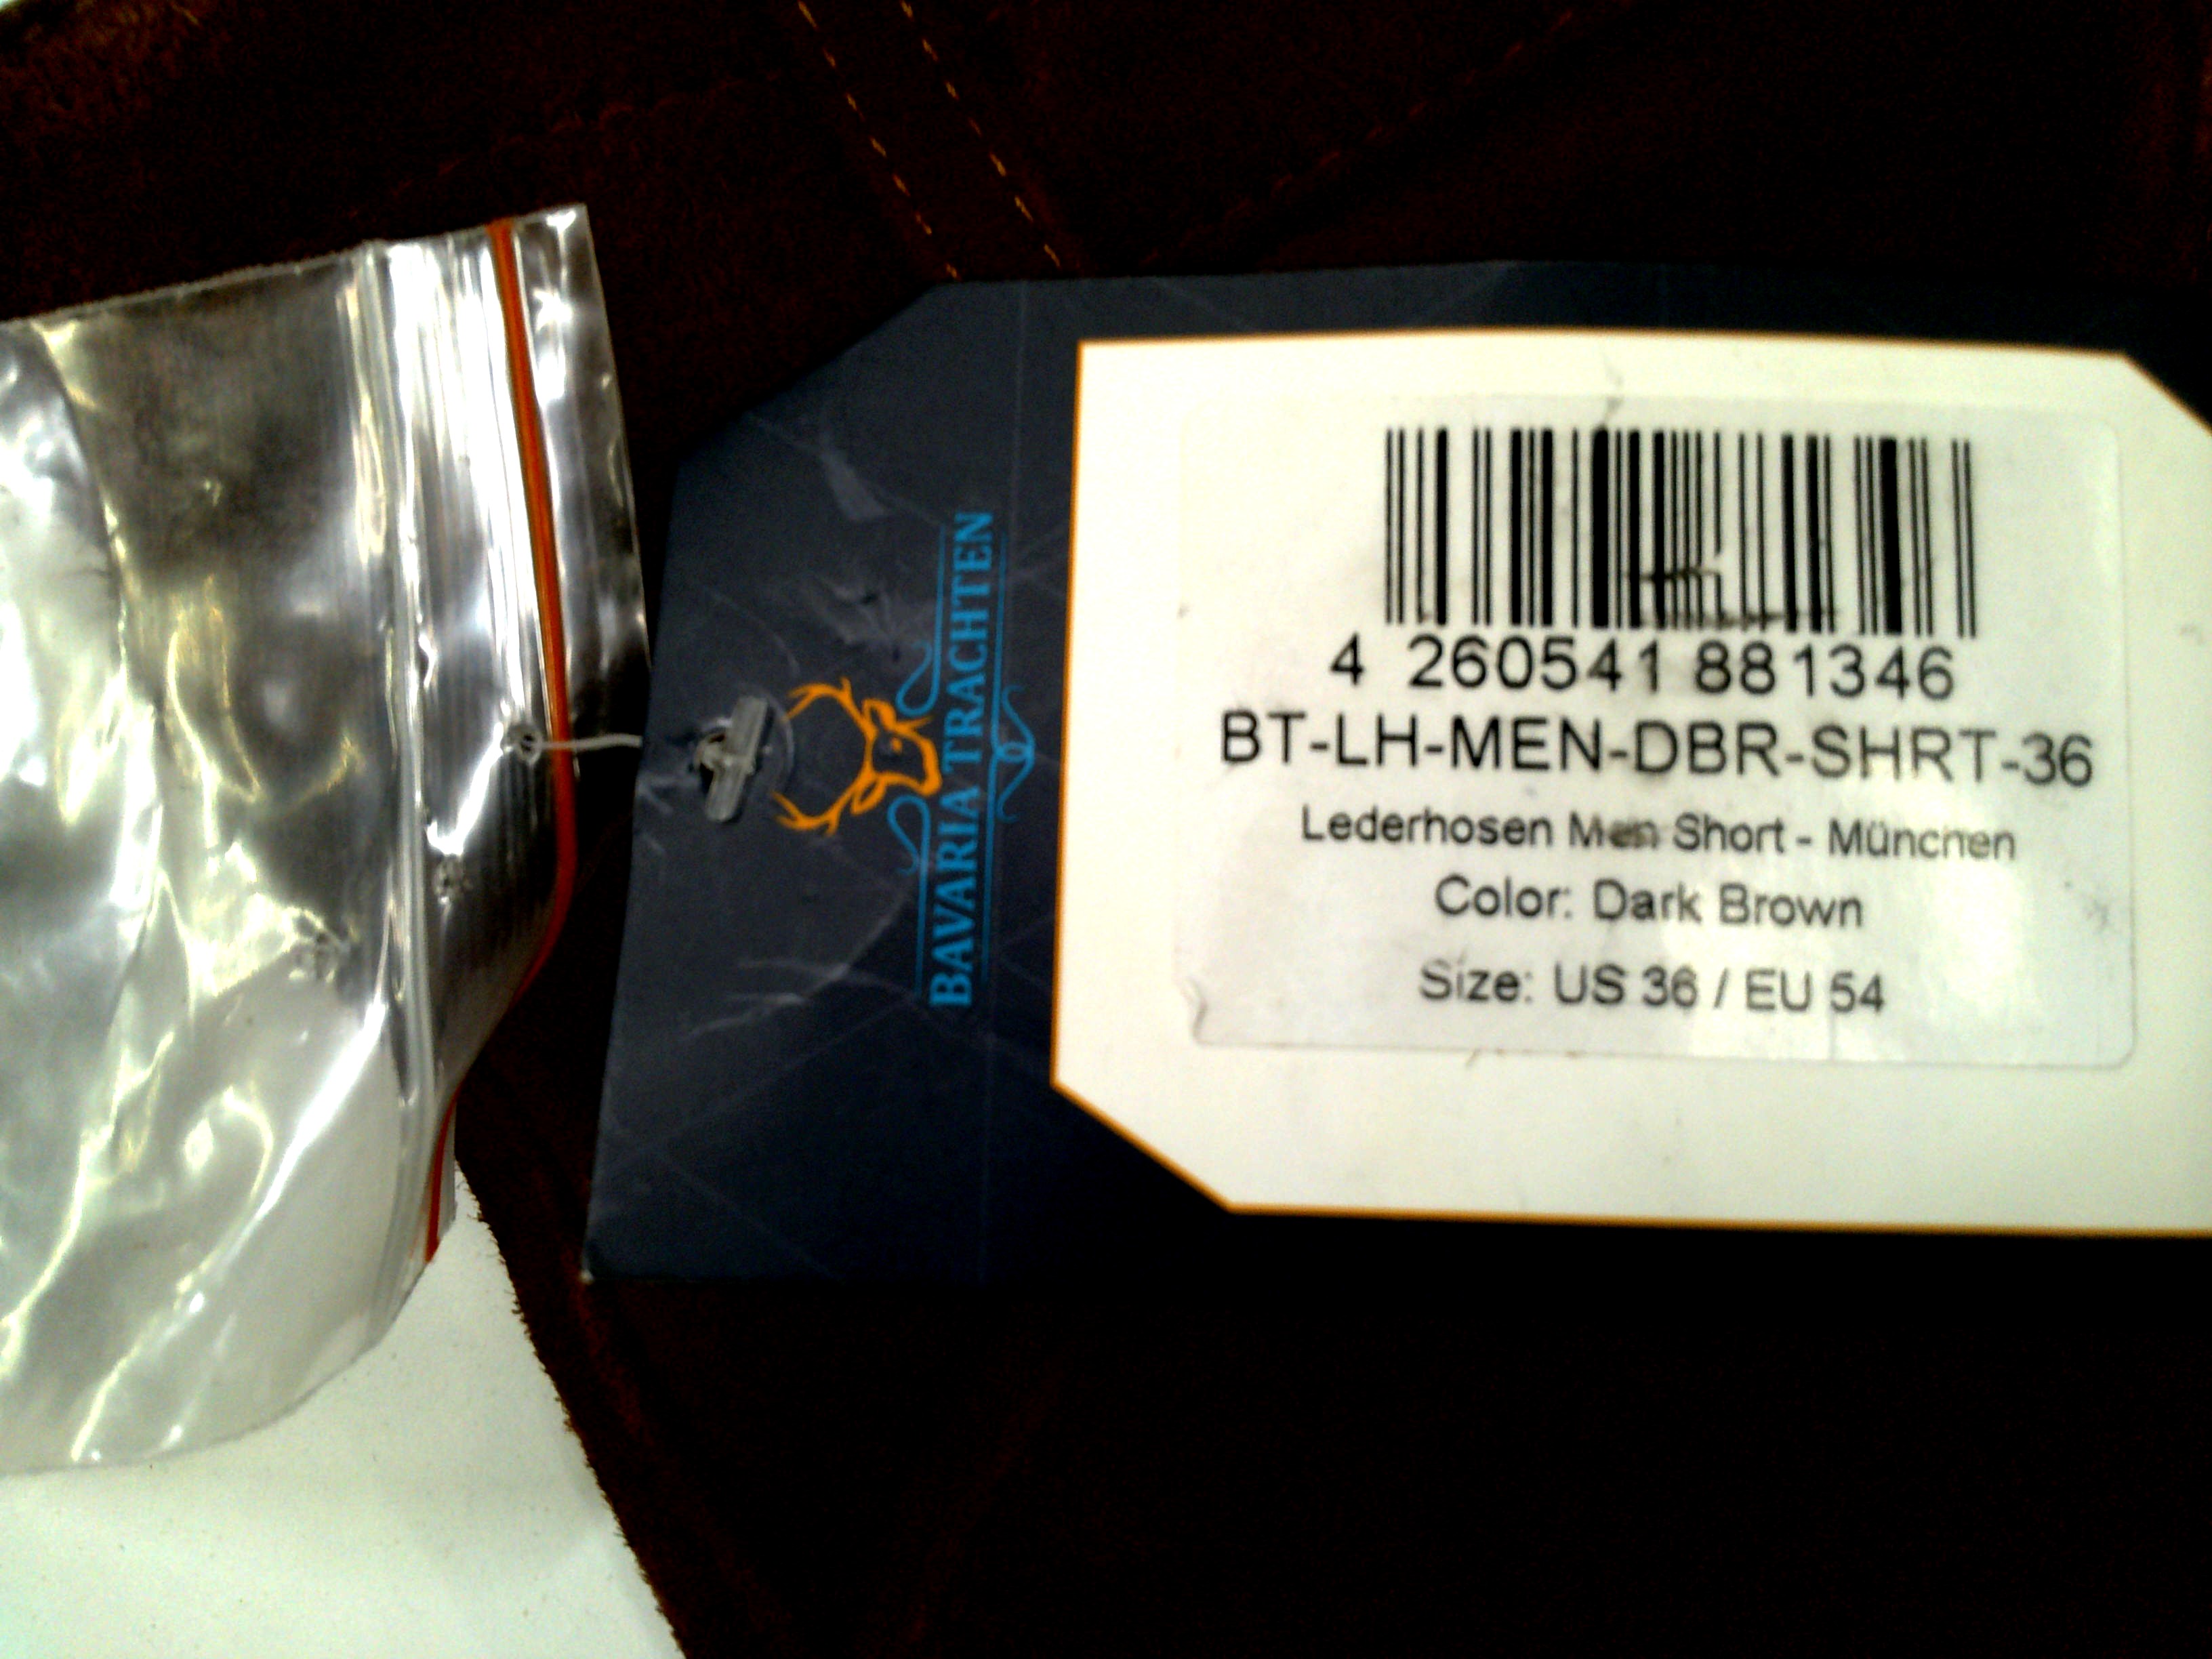 BAVARIA TRACHTEN
4 260541 881346
BT-LH-MEN-DBR-SHRT-36
Lederhosen Men Short - München
Color: Dark Brown
Size: US 36 / EU 54